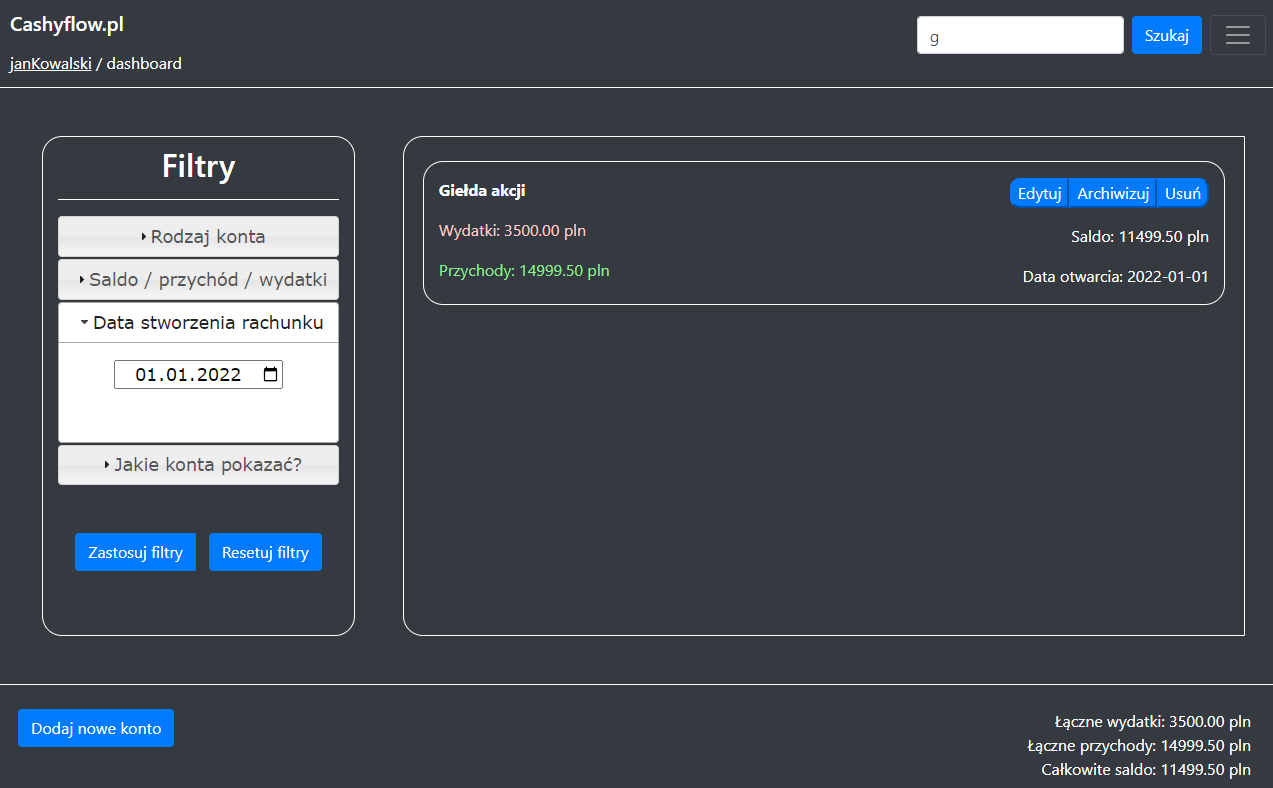 Cashyflow.pl
g
Szukaj
janKowalski / dashboard
Filtry
Rodzaj konta
Saldo / przychód / wydatki
Data stworzenia rachunku
01.01.2022
Jakie konta pokazać?
Zastosuj filtry
Resetuj filtry
Giełda akcji
Edytuj
Archiwizuj
Usuń
Wydatki: 3500.00 pln
Saldo: 11499.50 pln
Przychody: 14999.50 pln
Data otwarcia: 2022-01-01
Dodaj nowe konto
Łączne wydatki: 3500.00 pln
Łączne przychody: 14999.50 pln
Całkowite saldo: 11499.50 pln